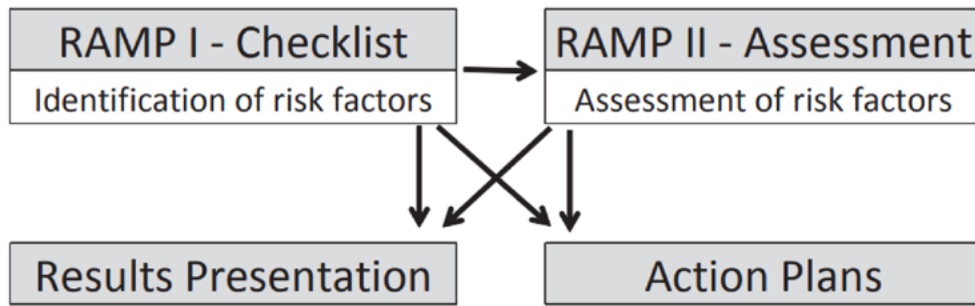 RAMP I - Checklist
Identification of risk factors
RAMP II - Assessment
Assessment of risk factors
Results Presentation
Action Plans